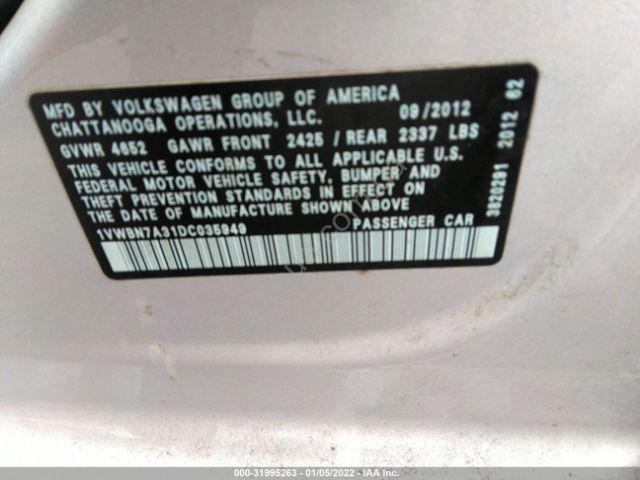 MFD BY VOLKSWAGEN GROUP OF AMERICA
CHATTANOOGA OPERATIONS, LLC. 09/2012
GVWR 4652 GAWR FRONT 2425 / REAR 2337 LBS
THIS VEHICLE CONFORMS TO ALL APPLICABLE U.S.
FEDERAL MOTOR VEHICLE SAFETY, BUMPER AND
THEFT PREVENTION STANDARDS IN EFFECT ON
THE DATE OF MANUFACTURE SHOWN ABOVE
1VWBN7A31DC035949 PASSENGER CAR
3520291 2012 02
000-31995263 - 01/05/2022 - IAA Inc.